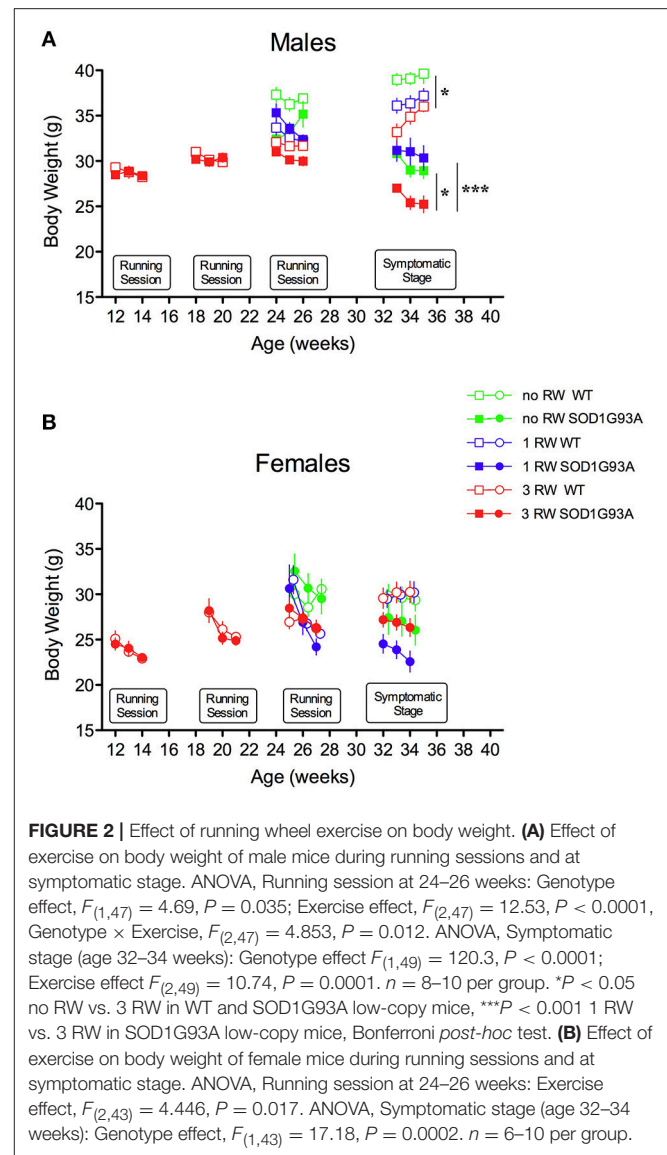 A
Males
40
35
30
25
20
15
Body Weight (g)
*
*
***
Running
Session
Running
Session
Running
Session
Symptomatic
Stage
12 14 16 18 20 22 24 26 28 30 32 34 36 38 40
Age (weeks)
no RW WT
no RW SOD1G93A
1 RW WT
1 RW SOD1G93A
3 RW WT
3 RW SOD1G93A
B
Females
40
35
30
25
20
15
Body Weight (g)
Running
Session
Running
Session
Running
Session
Symptomatic
Stage
12 14 16 18 20 22 24 26 28 30 32 34 36 38 40
Age (weeks)
FIGURE 2 | Effect of running wheel exercise on body weight. (A) Effect of
exercise on body weight of male mice during running sessions and at
symptomatic stage. ANOVA, Running session at 24–26 weeks: Genotype
effect, F(1,47) = 4.69, P = 0.035; Exercise effect, F(2,47) = 12.53, P < 0.0001,
Genotype × Exercise, F(2,47) = 4.853, P = 0.012. ANOVA, Symptomatic
stage (age 32–34 weeks): Genotype effect F(1,49) = 120.3, P < 0.0001;
Exercise effect F(2,49) = 10.74, P = 0.0001. n = 8–10 per group. *P < 0.05
no RW vs. 3 RW in WT and SOD1G93A low-copy mice, ***P < 0.001 1 RW
vs. 3 RW in SOD1G93A low-copy mice, Bonferroni post-hoc test. (B) Effect of
exercise on body weight of female mice during running sessions and at
symptomatic stage. ANOVA, Running session at 24–26 weeks: Exercise
effect, F(2,43) = 4.446, P = 0.017. ANOVA, Symptomatic stage (age 32–34
weeks): Genotype effect, F(1,43) = 17.18, P = 0.0002. n = 6–10 per group.